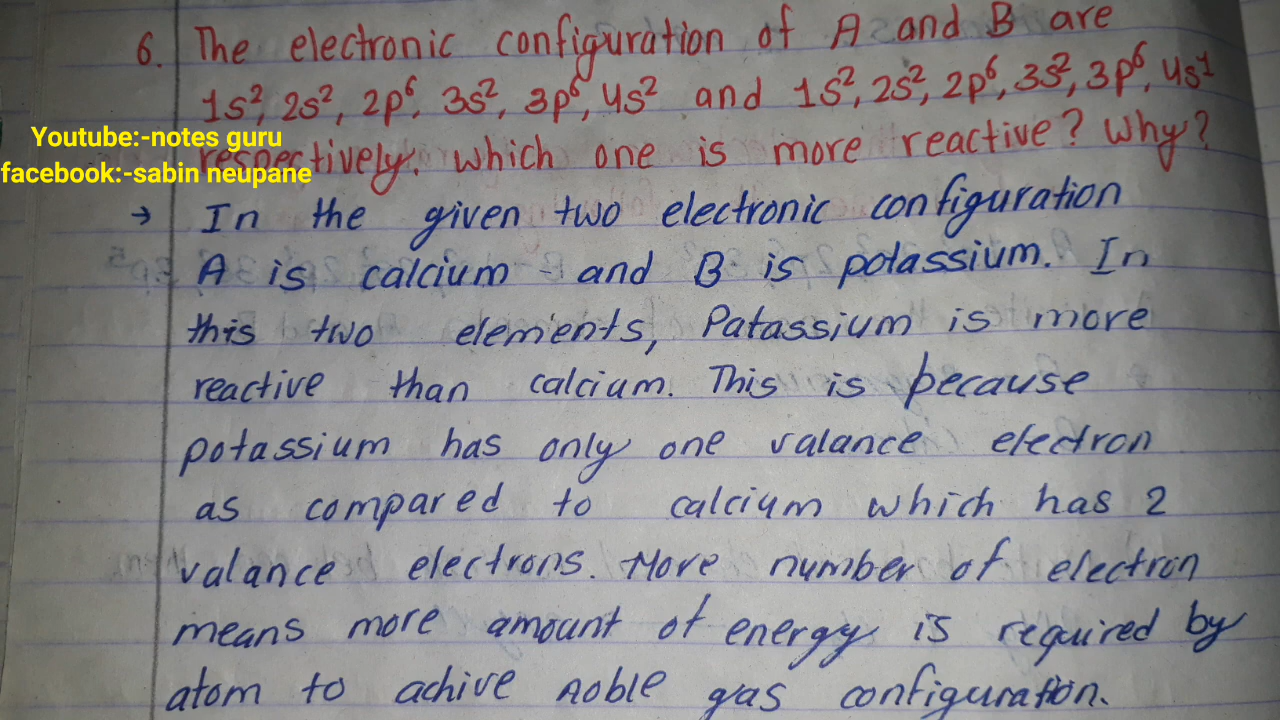 6. The electronic configuration of A and B are
1s², 2s², 2p⁶, 3s², 3p⁶, 4s² and 1s², 2s², 2p⁶, 3s², 3p⁶, 4s¹
Youtube:-notes guru
respectively. which one is more reactive? Why?
facebook:-sabin neupane
→ In the given two electronic configuration
A is calcium and B is potassium. In
this two elements, Patassium is more
reactive than calcium. This is because
potassium has only one valance electron
as compared to calcium which has 2
valance electrons. More number of electron
means more amount of energy is required by
atom to achive noble gas configuration.